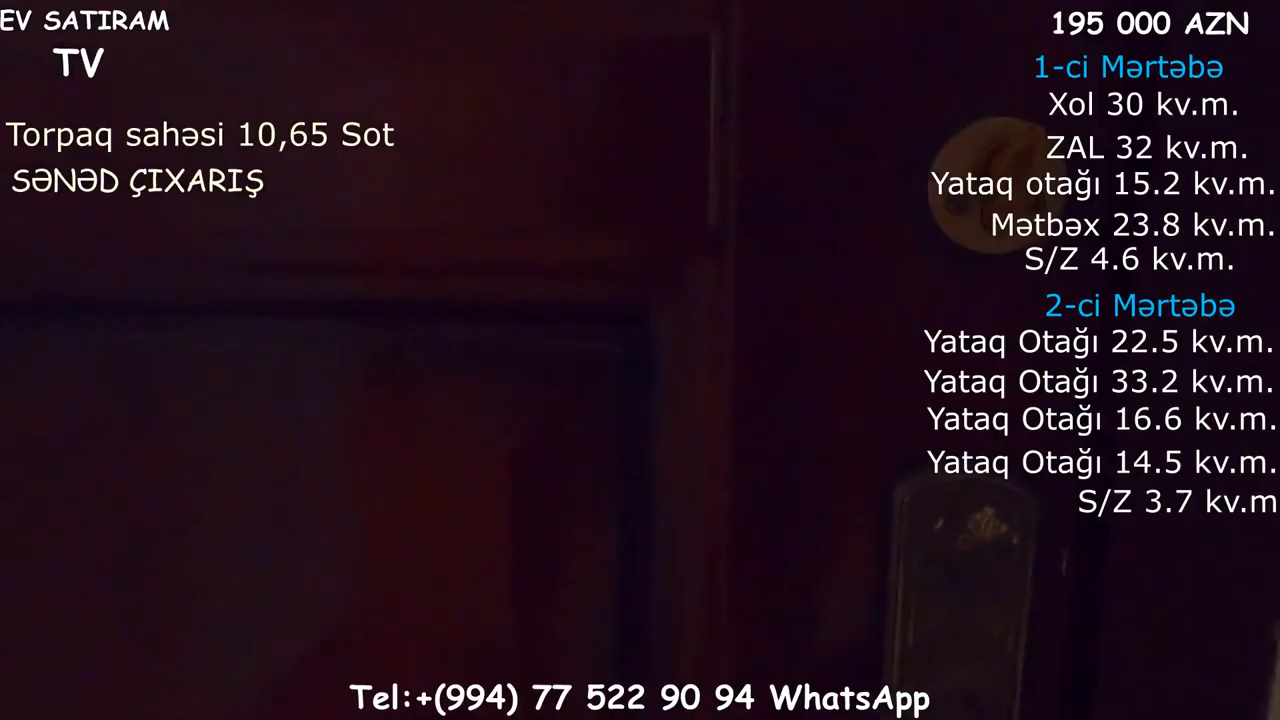 EV SATIRAM
TV
Torpaq sahəsi 10,65 Sot
SƏNƏD ÇIXARIŞ
195 000 AZN
1-ci Mərtəbə
Xol 30 kv.m.
ZAL 32 kv.m.
Yataq otağı 15.2 kv.m.
Mətbəx 23.8 kv.m.
S/Z 4.6 kv.m.
2-ci Mərtəbə
Yataq Otağı 22.5 kv.m.
Yataq Otağı 33.2 kv.m.
Yataq Otağı 16.6 kv.m.
Yataq Otağı 14.5 kv.m.
S/Z 3.7 kv.m
Tel:+(994) 77 522 90 94 WhatsApp